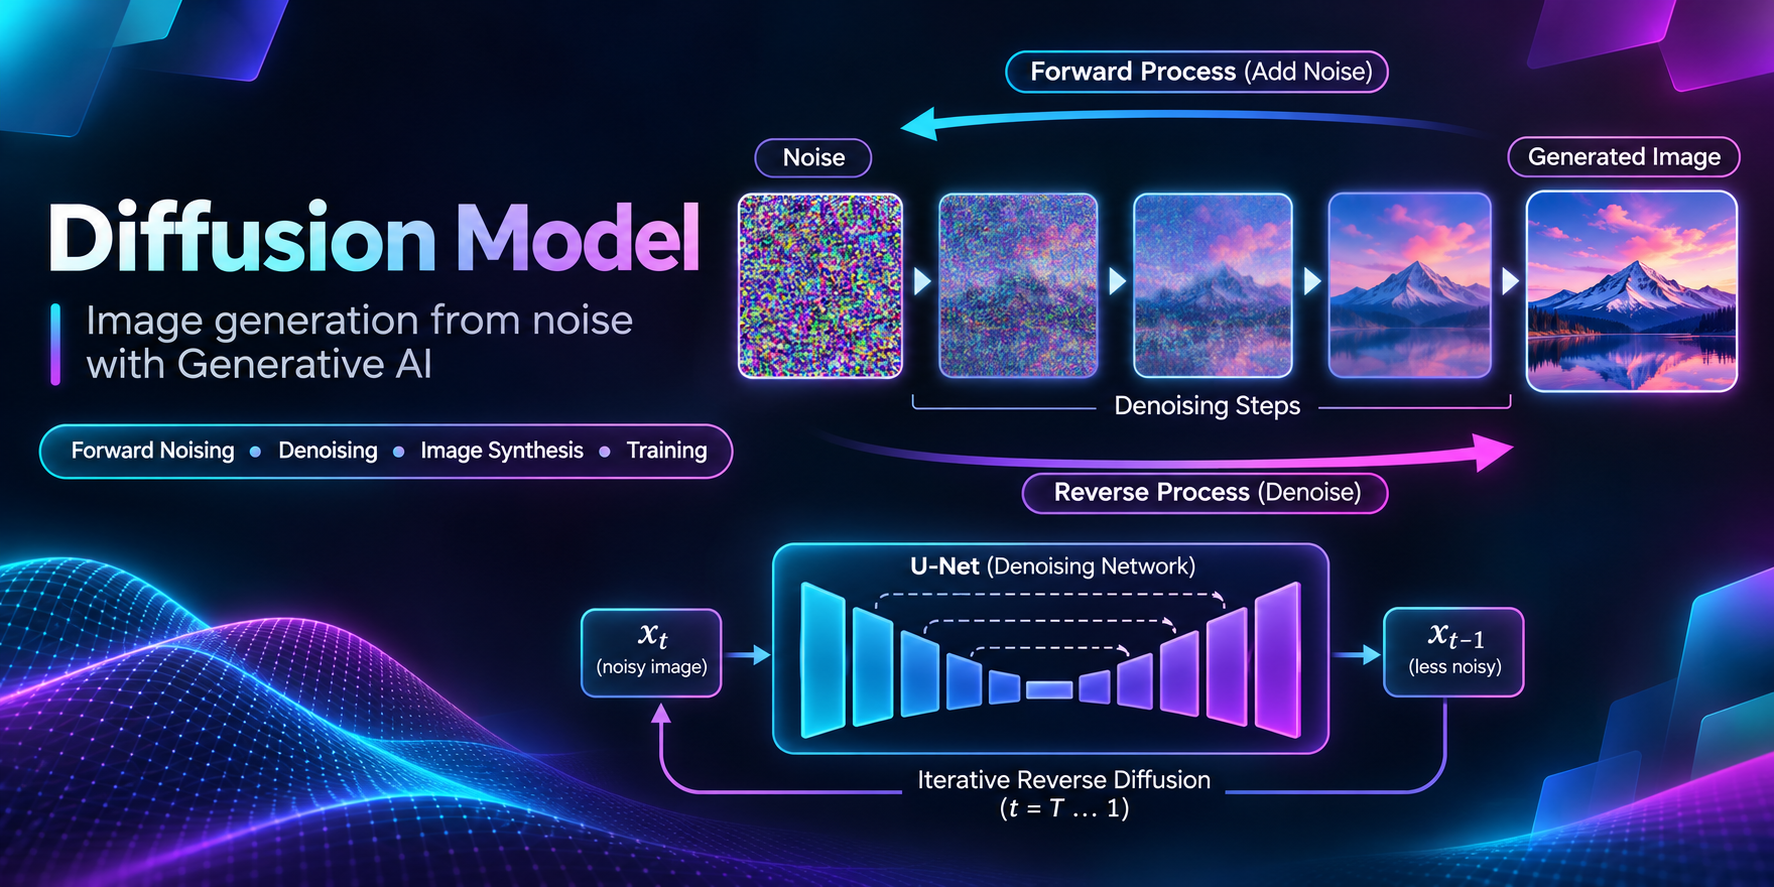 Diffusion Model
Image generation from noise
with Generative AI
Forward Noising • Denoising • Image Synthesis • Training
Forward Process (Add Noise)
Noise
Generated Image
Denoising Steps
Reverse Process (Denoise)
U-Net (Denoising Network)
xₜ
(noisy image)
xₜ₋₁
(less noisy)
Iterative Reverse Diffusion
(t = T ... 1)